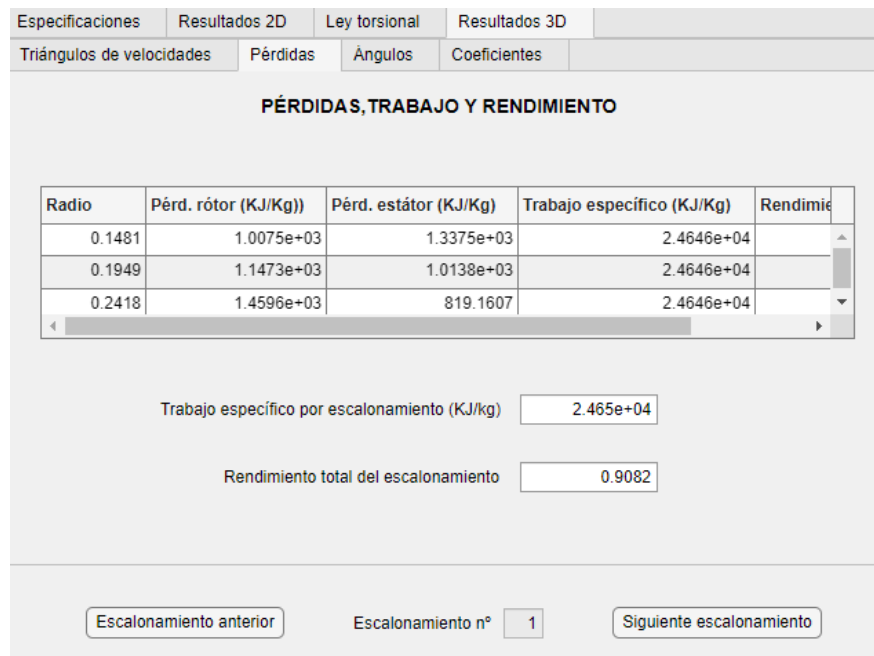 Especificaciones Resultados 2D Ley torsional Resultados 3D
Triángulos de velocidades Pérdidas Ángulos Coeficientes
PÉRDIDAS,TRABAJO Y RENDIMIENTO
Radio Pérd. rótor (KJ/Kg)) Pérd. estátor (KJ/Kg) Trabajo específico (KJ/Kg)
0.1481 1.0075e+03 1.3375e+03 2.4646e+04
0.1949 1.1473e+03 1.0138e+03 2.4646e+04
0.2418 1.4596e+03 819.1607 2.4646e+04
Trabajo específico por escalonamiento (KJ/kg) 2.465e+04
Rendimiento total del escalonamiento 0.9082
Escalonamiento anterior Escalonamiento nº 1 Siguiente escalonamiento